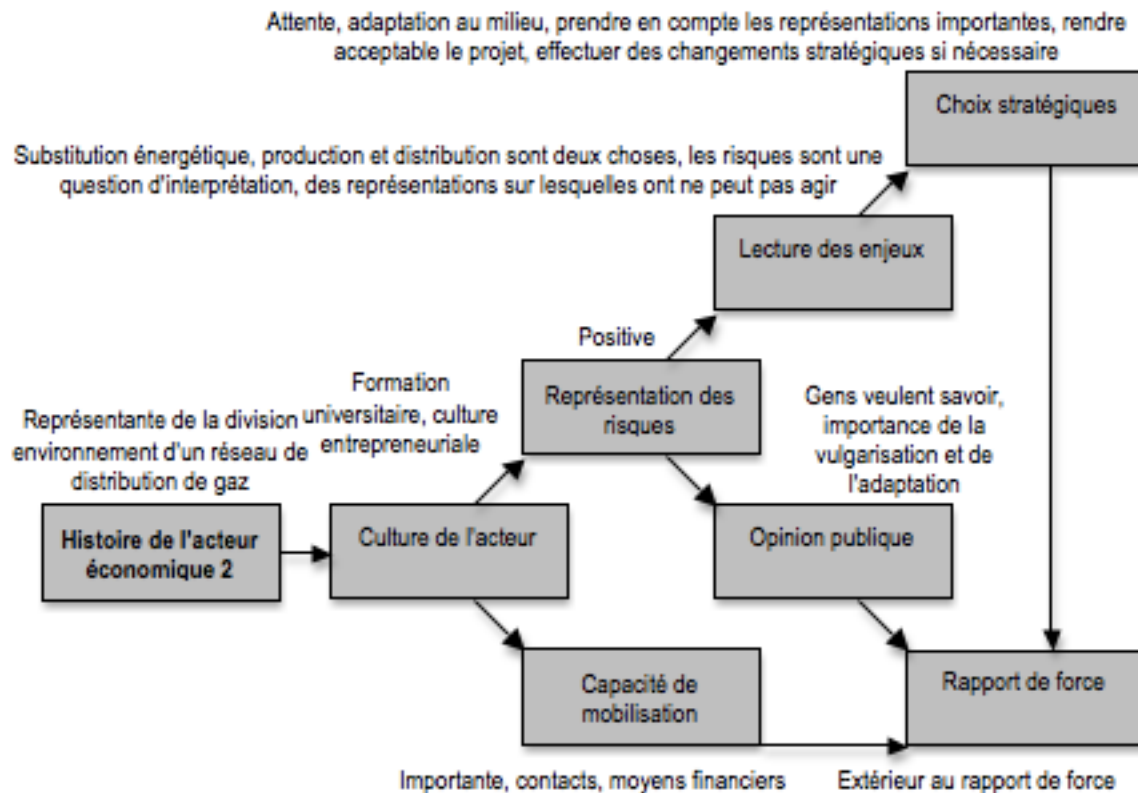 Attente, adaptation au milieu, prendre en compte les représentations importantes, rendre
acceptable le projet, effectuer des changements stratégiques si nécessaire
Choix stratégiques
Substitution énergétique, production et distribution sont deux choses, les risques sont une
question d'interprétation, des représentations sur lesquelles ont ne peut pas agir
Lecture des enjeux
Positive
Représentation des
risques
Formation
universitaire, culture
entrepreneuriale
Gens veulent savoir,
importance de la
vulgarisation et de
l'adaptation
Représentante de la division
environnement d'un réseau de
distribution de gaz
Histoire de l'acteur
économique 2
Culture de l'acteur
Opinion publique
Capacité de
mobilisation
Rapport de force
Importante, contacts, moyens financiers
Extérieur au rapport de force